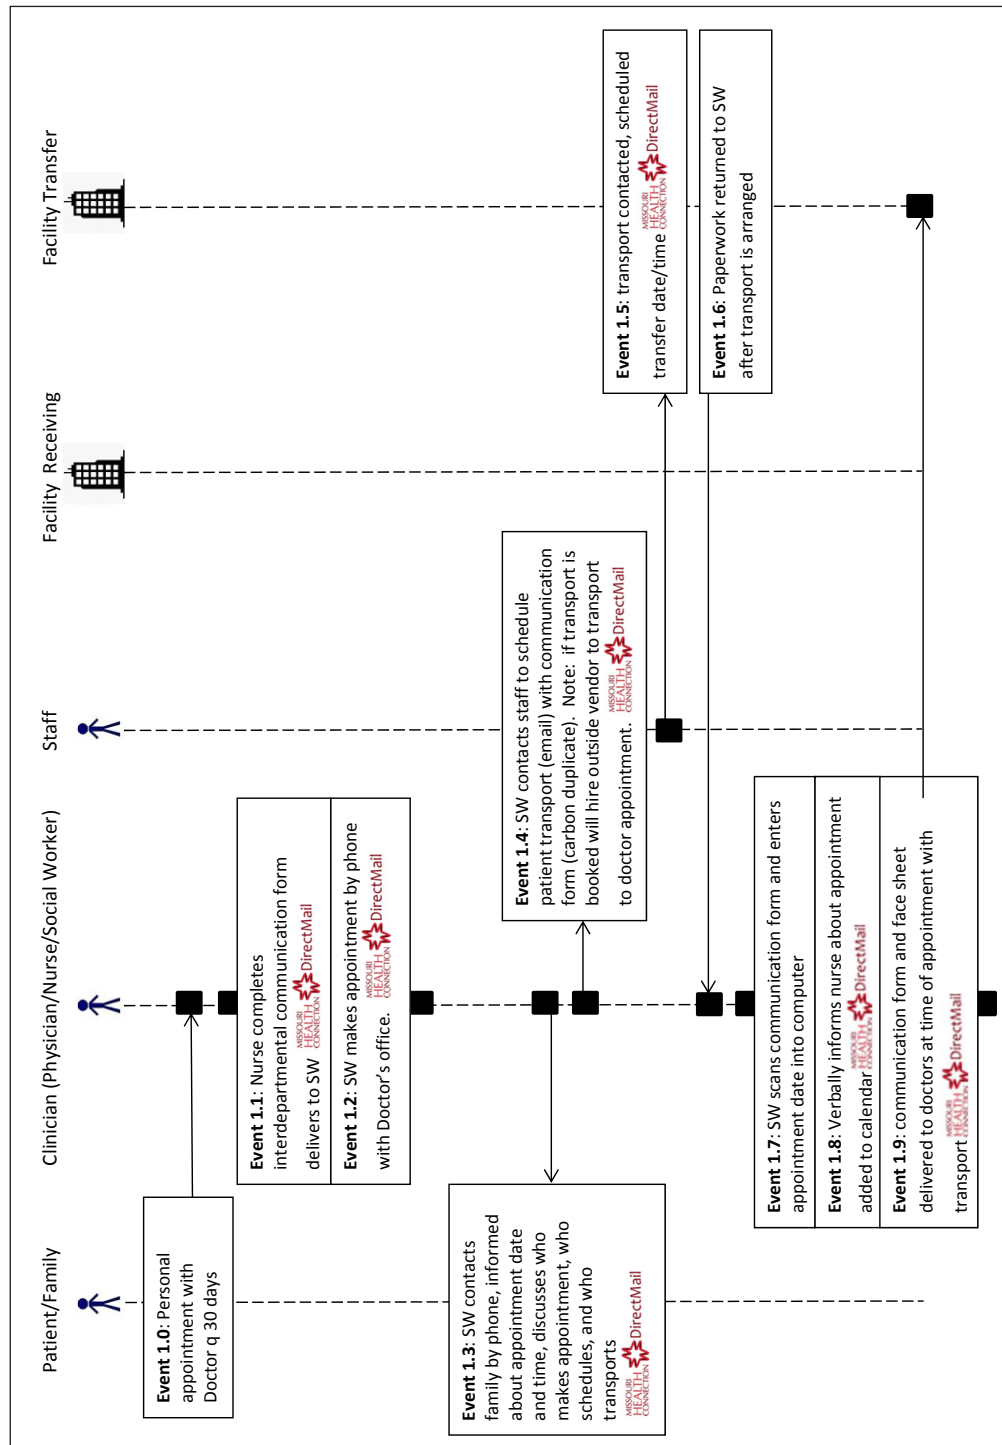 Patient/Family
Clinician (Physician/Nurse/Social Worker)
Staff
Facility Receiving
Facility Transfer
Event 1.0: Personal
appointment with
Doctor q 30 days
Event 1.1: Nurse completes
interdepartmental communication form
delivers to SW
MISSOURI
HEALTH
CONNECTION
DirectMail
Event 1.2: SW makes appointment by phone
with Doctor’s office.
MISSOURI
HEALTH
CONNECTION
DirectMail
Event 1.3: SW contacts
family by phone, informed
about appointment date
and time, discusses who
makes appointment, who
schedules, and who
transports
MISSOURI
HEALTH
CONNECTION
DirectMail
Event 1.4: SW contacts staff to schedule
patient transport (email) with communication
form (carbon duplicate).  Note:  if transport is
booked will hire outside vendor to transport
to doctor appointment.
MISSOURI
HEALTH
CONNECTION
DirectMail
Event 1.5: transport contacted, scheduled
transfer date/time
MISSOURI
HEALTH
CONNECTION
DirectMail
Event 1.6: Paperwork returned to SW
after transport is arranged
Event 1.7: SW scans communication form and enters
appointment date into computer
Event 1.8: Verbally informs nurse about appointment
added to calendar
MISSOURI
HEALTH
CONNECTION
DirectMail
Event 1.9: communication form and face sheet
delivered to doctors at time of appointment with
transport
MISSOURI
HEALTH
CONNECTION
DirectMail